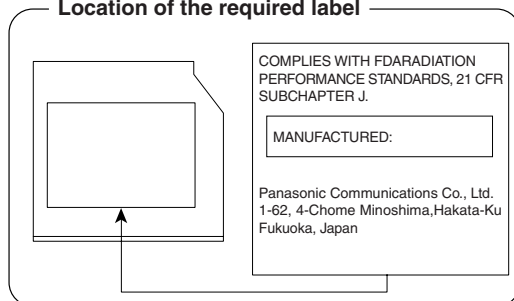 Location of the required label
COMPLIES WITH FDARADIATION
PERFORMANCE STANDARDS, 21 CFR
SUBCHAPTER J.
MANUFACTURED:
Panasonic Communications Co., Ltd.
1-62, 4-Chome Minoshima,Hakata-Ku
Fukuoka, Japan